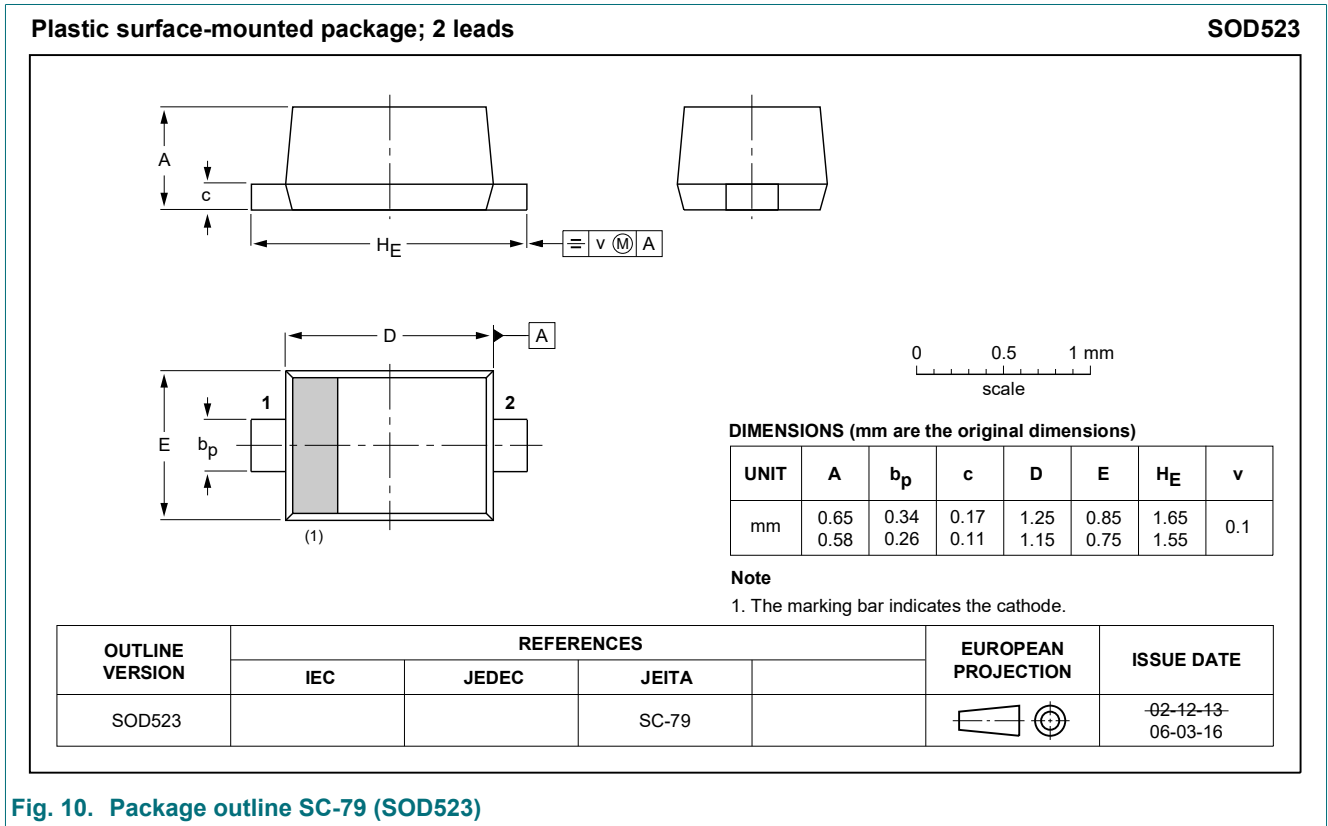 Plastic surface-mounted package; 2 leads SOD523
A
c
HE
v Ⓜ A
D
A
1
2
E
bp
(1)
0 0.5 1 mm
scale
DIMENSIONS (mm are the original dimensions)
UNIT A bp c D E HE v
mm 0.65 0.34 0.17 1.25 0.85 1.65 0.1
0.58 0.26 0.11 1.15 0.75 1.55
Note
1. The marking bar indicates the cathode.
OUTLINE VERSION REFERENCES EUROPEAN PROJECTION ISSUE DATE
IEC JEDEC JEITA
SOD523 SC-79 02-12-13
06-03-16
Fig. 10. Package outline SC-79 (SOD523)